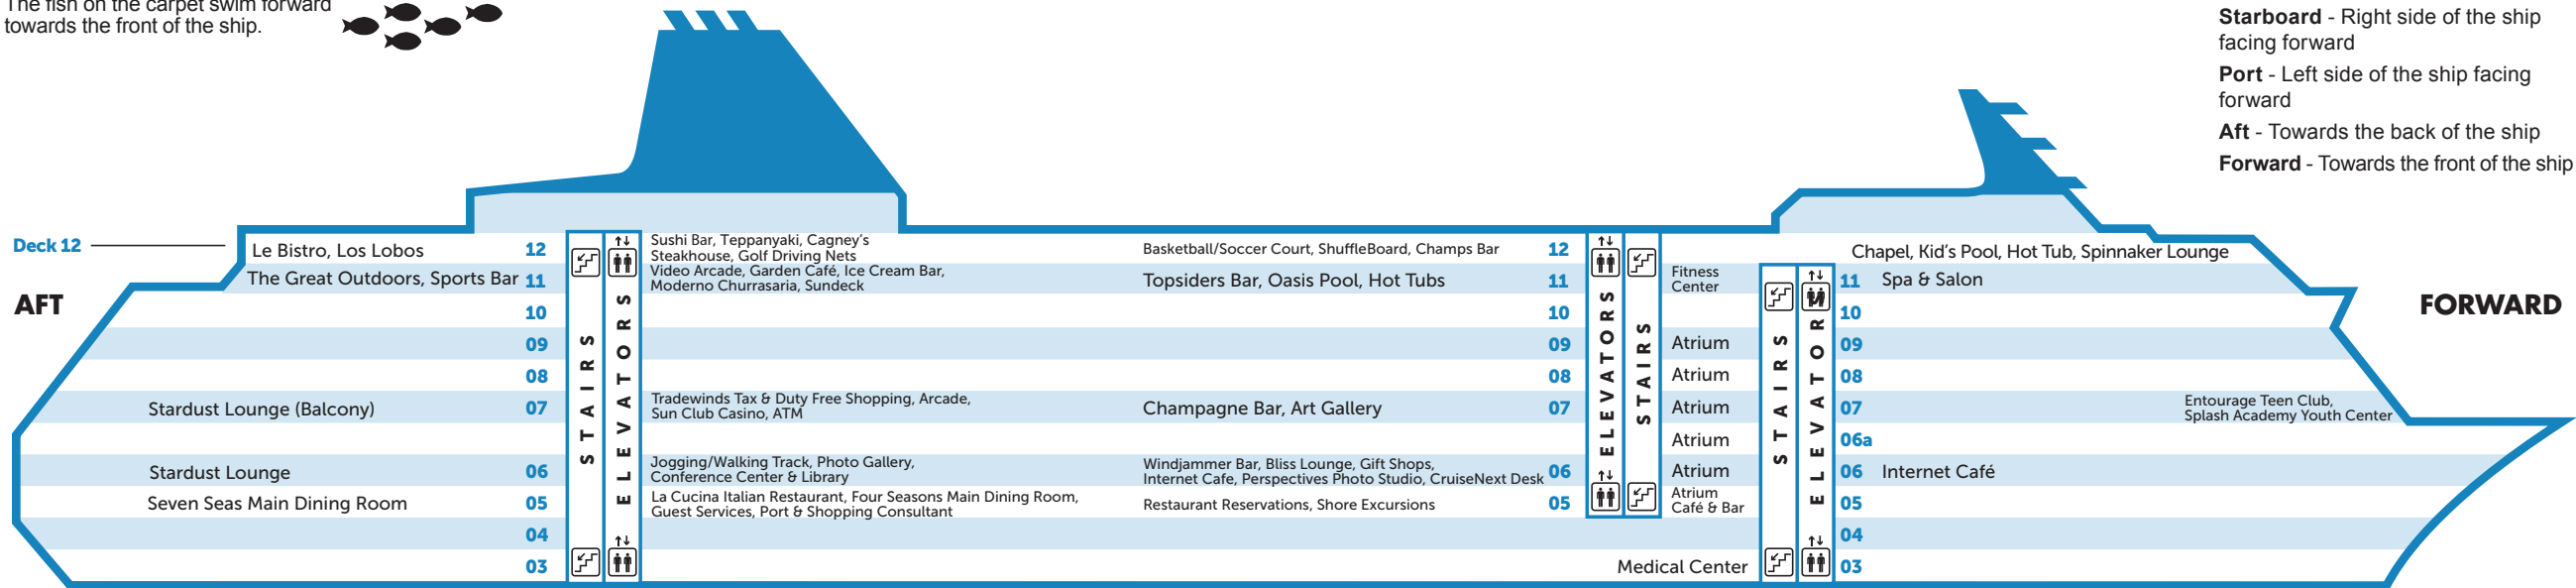 The fish on the carpet swim forward
towards the front of the ship.
Starboard - Right side of the ship
facing forward
Port - Left side of the ship facing
forward
Aft - Towards the back of the ship
Forward - Towards the front of the ship
Deck 12
AFT
FORWARD
Le Bistro, Los Lobos
12
The Great Outdoors, Sports Bar
11
10
09
08
Stardust Lounge (Balcony)
07
Stardust Lounge
06
Seven Seas Main Dining Room
05
04
03
STAIRS
ELEVATORS
Sushi Bar, Teppanyaki, Cagney's
Steakhouse, Golf Driving Nets
Video Arcade, Garden Café, Ice Cream Bar,
Moderno Churrasaria, Sundeck
Tradewinds Tax & Duty Free Shopping, Arcade,
Sun Club Casino, ATM
Jogging/Walking Track, Photo Gallery,
Conference Center & Library
La Cucina Italian Restaurant, Four Seasons Main Dining Room,
Guest Services, Port & Shopping Consultant
Basketball/Soccer Court, ShuffleBoard, Champs Bar
12
Topsiders Bar, Oasis Pool, Hot Tubs
11
10
09
08
Champagne Bar, Art Gallery
07
Windjammer Bar, Bliss Lounge, Gift Shops,
Internet Cafe, Perspectives Photo Studio, CruiseNext Desk
06
Restaurant Reservations, Shore Excursions
05
ELEVATORS
STAIRS
Fitness
Center
Atrium
Atrium
Atrium
Atrium
Atrium
Atrium
Café & Bar
Medical Center
STAIRS
ELEVATOR
Chapel, Kid's Pool, Hot Tub, Spinnaker Lounge
11
Spa & Salon
10
09
08
07
Entourage Teen Club,
Splash Academy Youth Center
06a
06
Internet Café
05
04
03